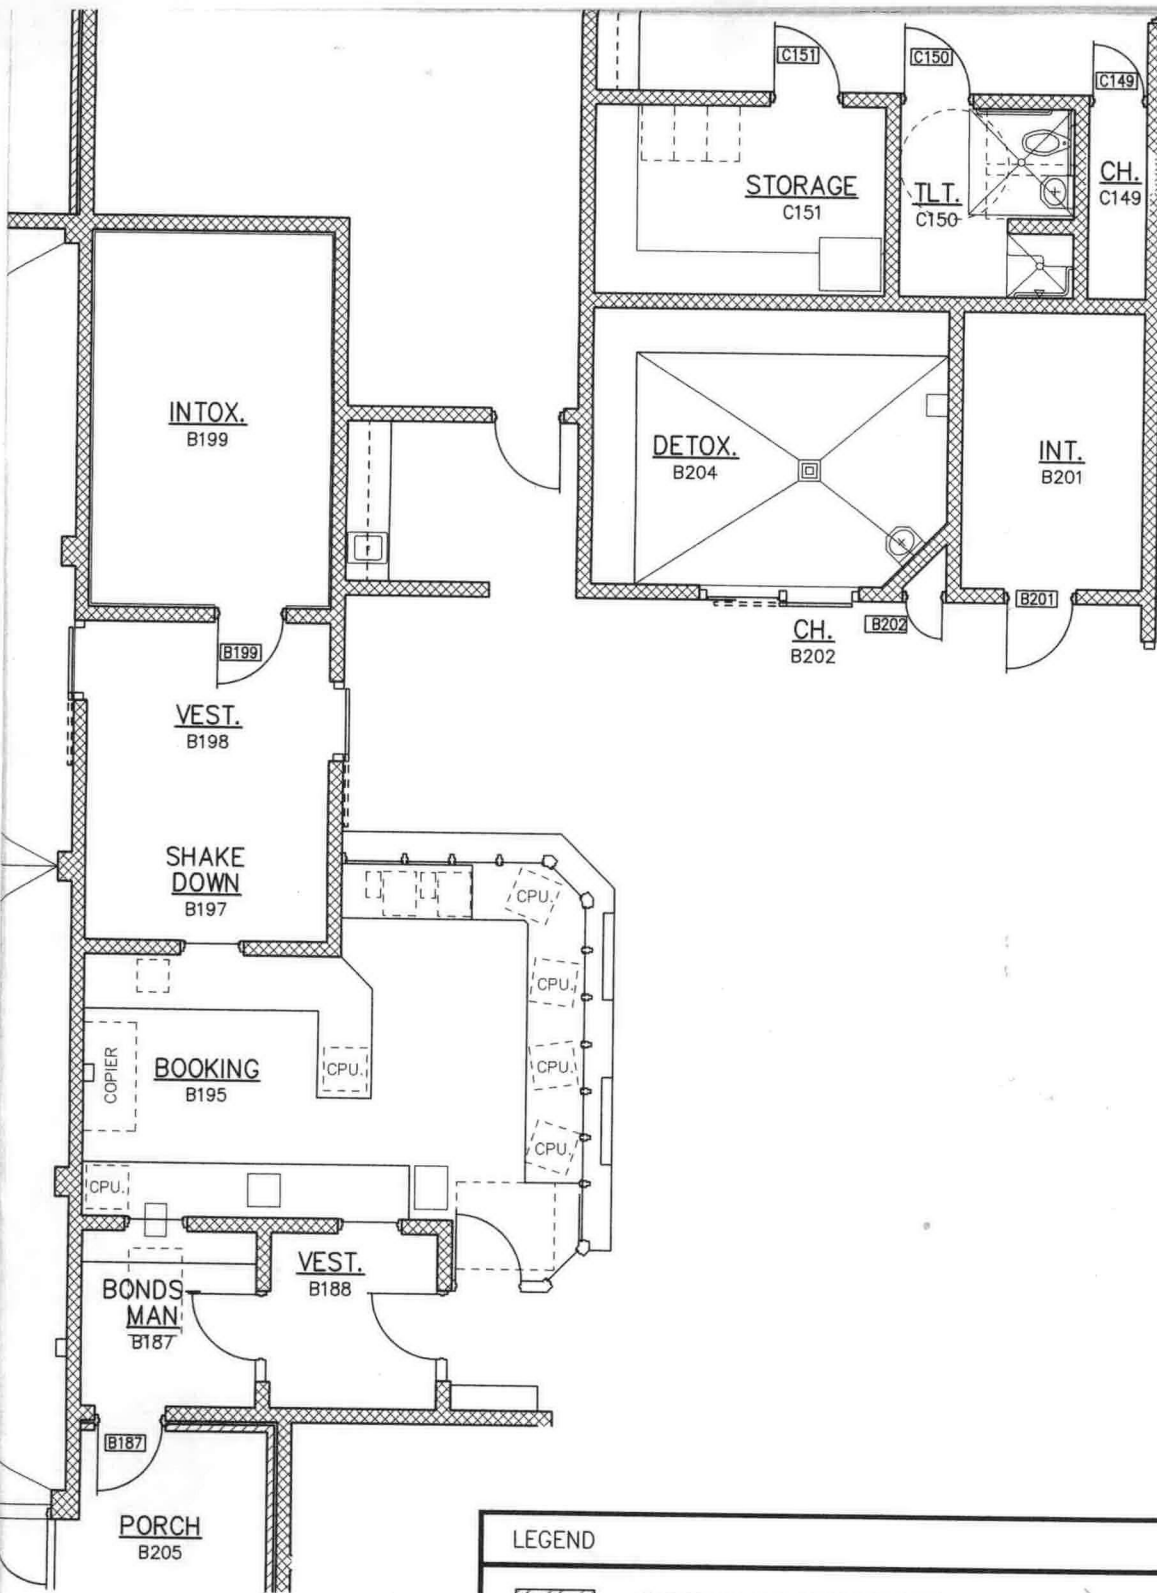 C151
C150
C149
STORAGE
C151
TLT.
C150
CH.
C149
INTOX.
B199
DETOX.
B204
INT.
B201
B199
B202
B201
CH.
B202
VEST.
B198
SHAKE
DOWN
B197
CPU.
CPU.
COPIER
BOOKING
B195
CPU.
CPU.
CPU.
CPU.
VEST.
B188
BONDS
MAN
B187
B187
PORCH
B205
LEGEND